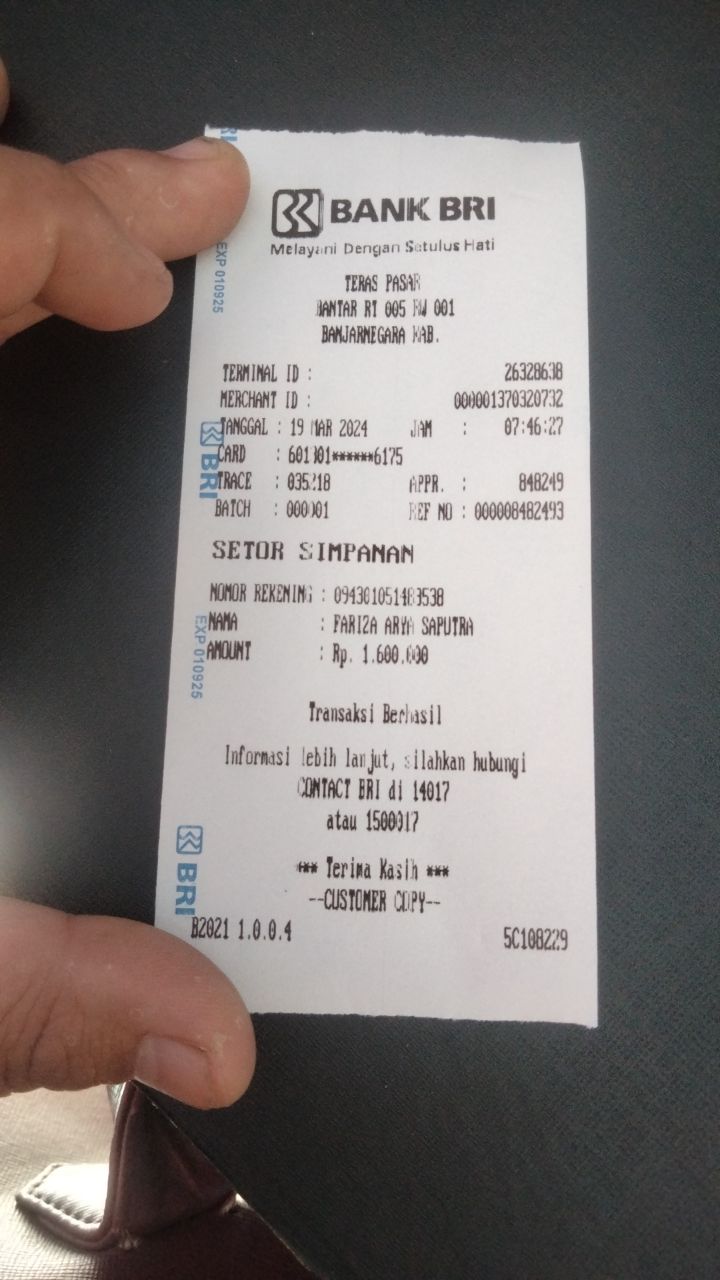 BANK BRI
Melayani Dengan Setulus Hati
TERAS PASAR
BANTAR RT 005 RW 001
BANJARNEGARA KAB.
TERMINAL ID : 26328638
MERCHANT ID : 000001370320732
TANGGAL : 19 MAR 2024 JAM : 07:46:27
CARD : 601301******6175
TRACE : 035218 APPR. : 848249
BATCH : 000001 REF NO : 000008482493
SETOR SIMPANAN
NOMOR REKENING :
NAMA : FARIZA ARYA SAPUTRA
AMOUNT : Rp. 1.600.000
Transaksi Berhasil
Informasi lebih lanjut, silahkan hubungi
CONTACT BRI di 14017
atau 1500017
*** Terima Kasih ***
--CUSTOMER COPY--
B2021 1.0.0.4 5C108229
BRI
EXP 010925
BRI
EXP 010925
BRI